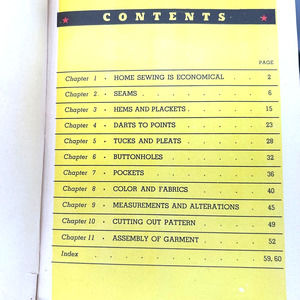 CONTENTS
PAGE
Chapter 1 • HOME SEWING IS ECONOMICAL . . 2
Chapter 2 • SEAMS . . . . . . . . 6
Chapter 3 • HEMS AND PLACKETS . . . . . . 15
Chapter 4 • DARTS TO POINTS . . . . . . 23
Chapter 5 • TUCKS AND PLEATS . . . . . . 28
Chapter 6 • BUTTONHOLES . . . . . . 32
Chapter 7 • POCKETS . . . . . . . 36
Chapter 8 • COLOR AND FABRICS . . . . . 40
Chapter 9 • MEASUREMENTS AND ALTERATIONS . . 45
Chapter 10 • CUTTING OUT PATTERN . . . . 49
Chapter 11 • ASSEMBLY OF GARMENT . . . . 52
Index . . . . . . . . . . 59, 60